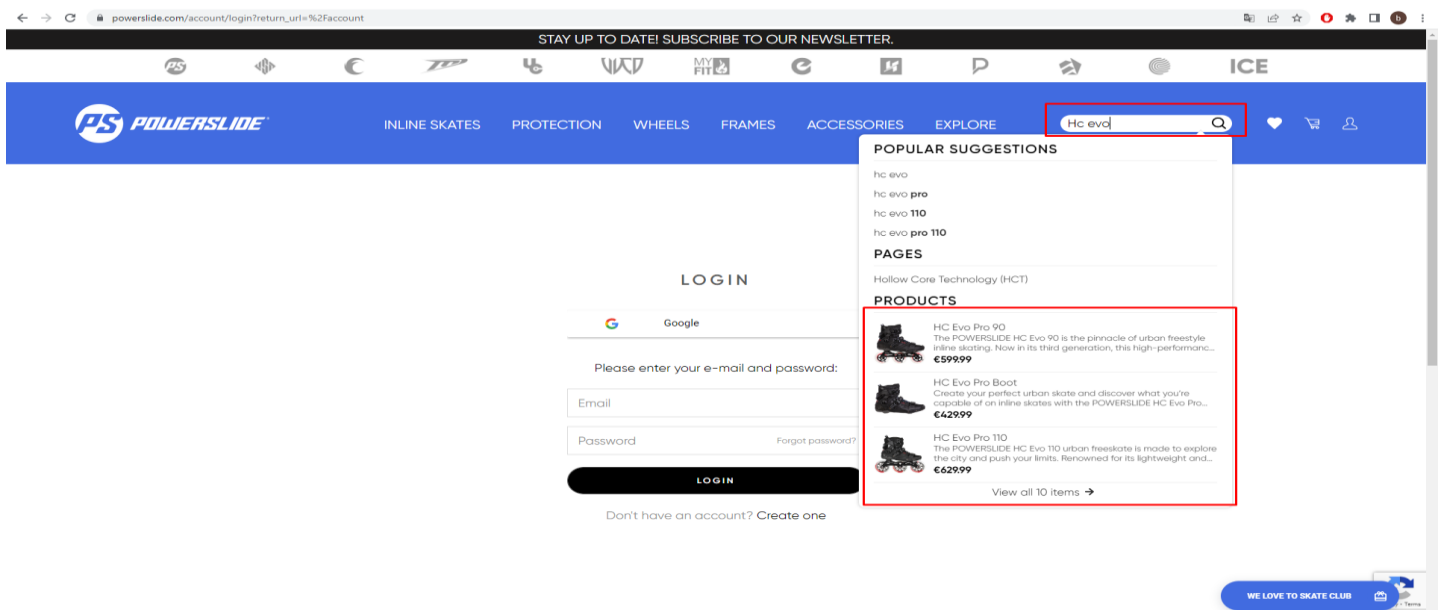 powerslide.com/account/login?return_url=%2Faccount
b
STAY UP TO DATE! SUBSCRIBE TO OUR NEWSLETTER.
PS
USD
UC
WCD
MY
FIT
ICE
PS POWERSLIDE
INLINE SKATES PROTECTION WHEELS FRAMES ACCESSORIES EXPLORE
Hc evo
POPULAR SUGGESTIONS
hc evo
hc evo pro
hc evo 110
hc evo pro 110
PAGES
Hollow Core Technology (HCT)
PRODUCTS
HC Evo Pro 90
The POWERSLIDE HC Evo 90 is the pinnacle of urban freestyle
inline skating. Now in its third generation, this high-performanc...
€599.99
HC Evo Pro Boot
Create your perfect urban skate and discover what you're
capable of on inline skates with the POWERSLIDE HC Evo Pro...
€429.99
HC Evo Pro 110
The POWERSLIDE HC Evo 110 urban freeskate is made to explore
the city and push your limits. Renowned for its lightweight and...
€629.99
View all 10 items →
LOGIN
Google
Please enter your e-mail and password:
Email
Password Forgot password?
LOGIN
Don't have an account? Create one
WE LOVE TO SKATE CLUB
Terms